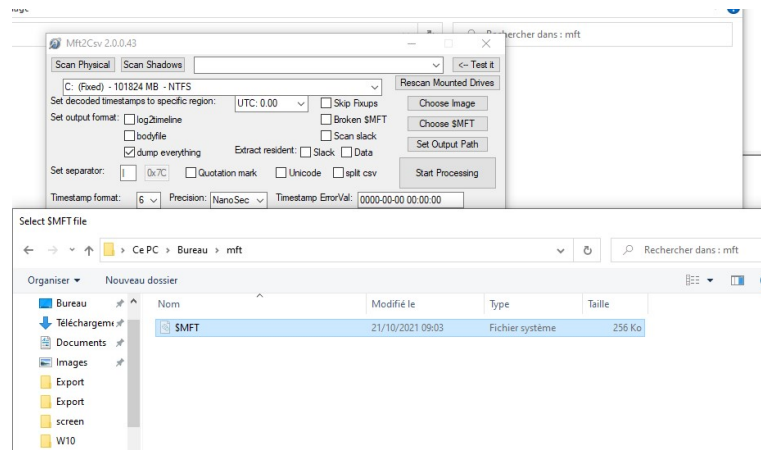 Rechercher dans : mft
Mft2Csv 2.0.0.43
Scan Physical Scan Shadows <-- Test it
C: (Fixed) - 101824 MB - NTFS Rescan Mounted Drives
Set decoded timestamps to specific region: UTC: 0.00 Skip Fixups Choose Image
Set output format: log2timeline Broken $MFT Choose $MFT
bodyfile Scan slack
dump everything Extract resident: Slack Data Set Output Path
Set separator: | 0x7C Quotation mark Unicode split csv Start Processing
Timestamp format: 6 Precision: NanoSec Timestamp ErrorVal: 0000-00-00 00:00:00
Select $MFT file
Ce PC > Bureau > mft Rechercher dans : mft
Organiser Nouveau dossier
Bureau Nom Modifié le Type Taille
Téléchargeme $MFT 21/10/2021 09:03 Fichier système 256 Ko
Documents
Images
Export
Export
screen
W10